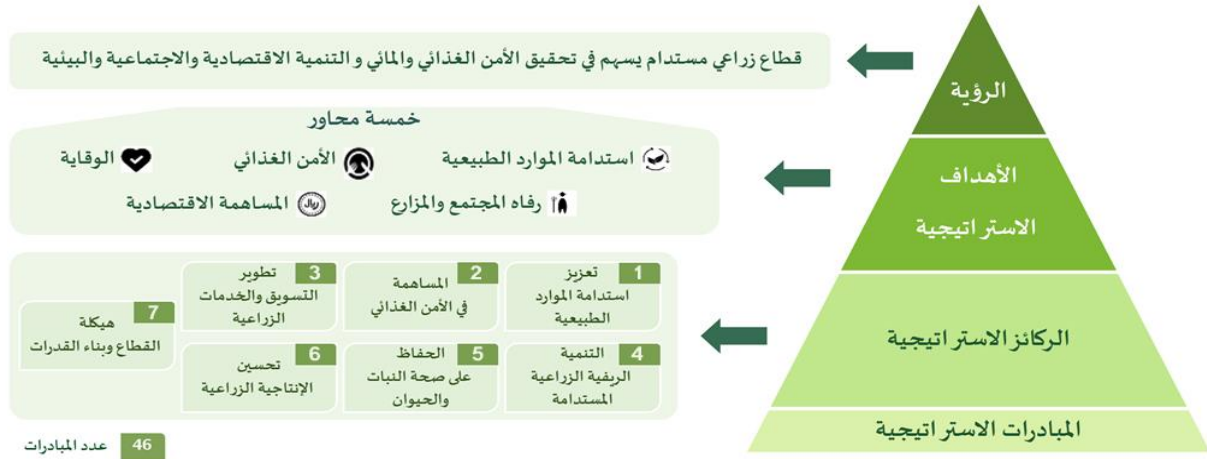 الرؤية
قطاع زراعي مستدام يسهم في تحقيق الأمن الغذائي والمائي و التنمية الاقتصادية والاجتماعية والبيئية
الأهداف
الاستراتيجية
خمسة محاور
استدامة الموارد الطبيعية
الأمن الغذائي
الوقاية
رفاه المجتمع والمزارع
المساهمة الاقتصادية
ريال
الركائز الاستراتيجية
1 تعزيز
استدامة الموارد
الطبيعية
2 المساهمة
في الأمن الغذائي
3 تطوير
التسويق والخدمات
الزراعية
4 التنمية
الريفية الزراعية
المستدامة
5 الحفاظ
على صحة النبات
والحيوان
6 تحسين
الإنتاجية الزراعية
7 هيكلة
القطاع وبناء القدرات
المبادرات الاستراتيجية
46 عدد المبادرات